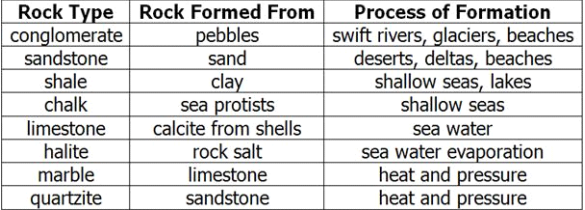 Rock Type Rock Formed From Process of Formation
conglomerate pebbles swift rivers, glaciers, beaches
sandstone sand deserts, deltas, beaches
shale clay shallow seas, lakes
chalk sea protists shallow seas
limestone calcite from shells sea water
halite rock salt sea water evaporation
marble limestone heat and pressure
quartzite sandstone heat and pressure